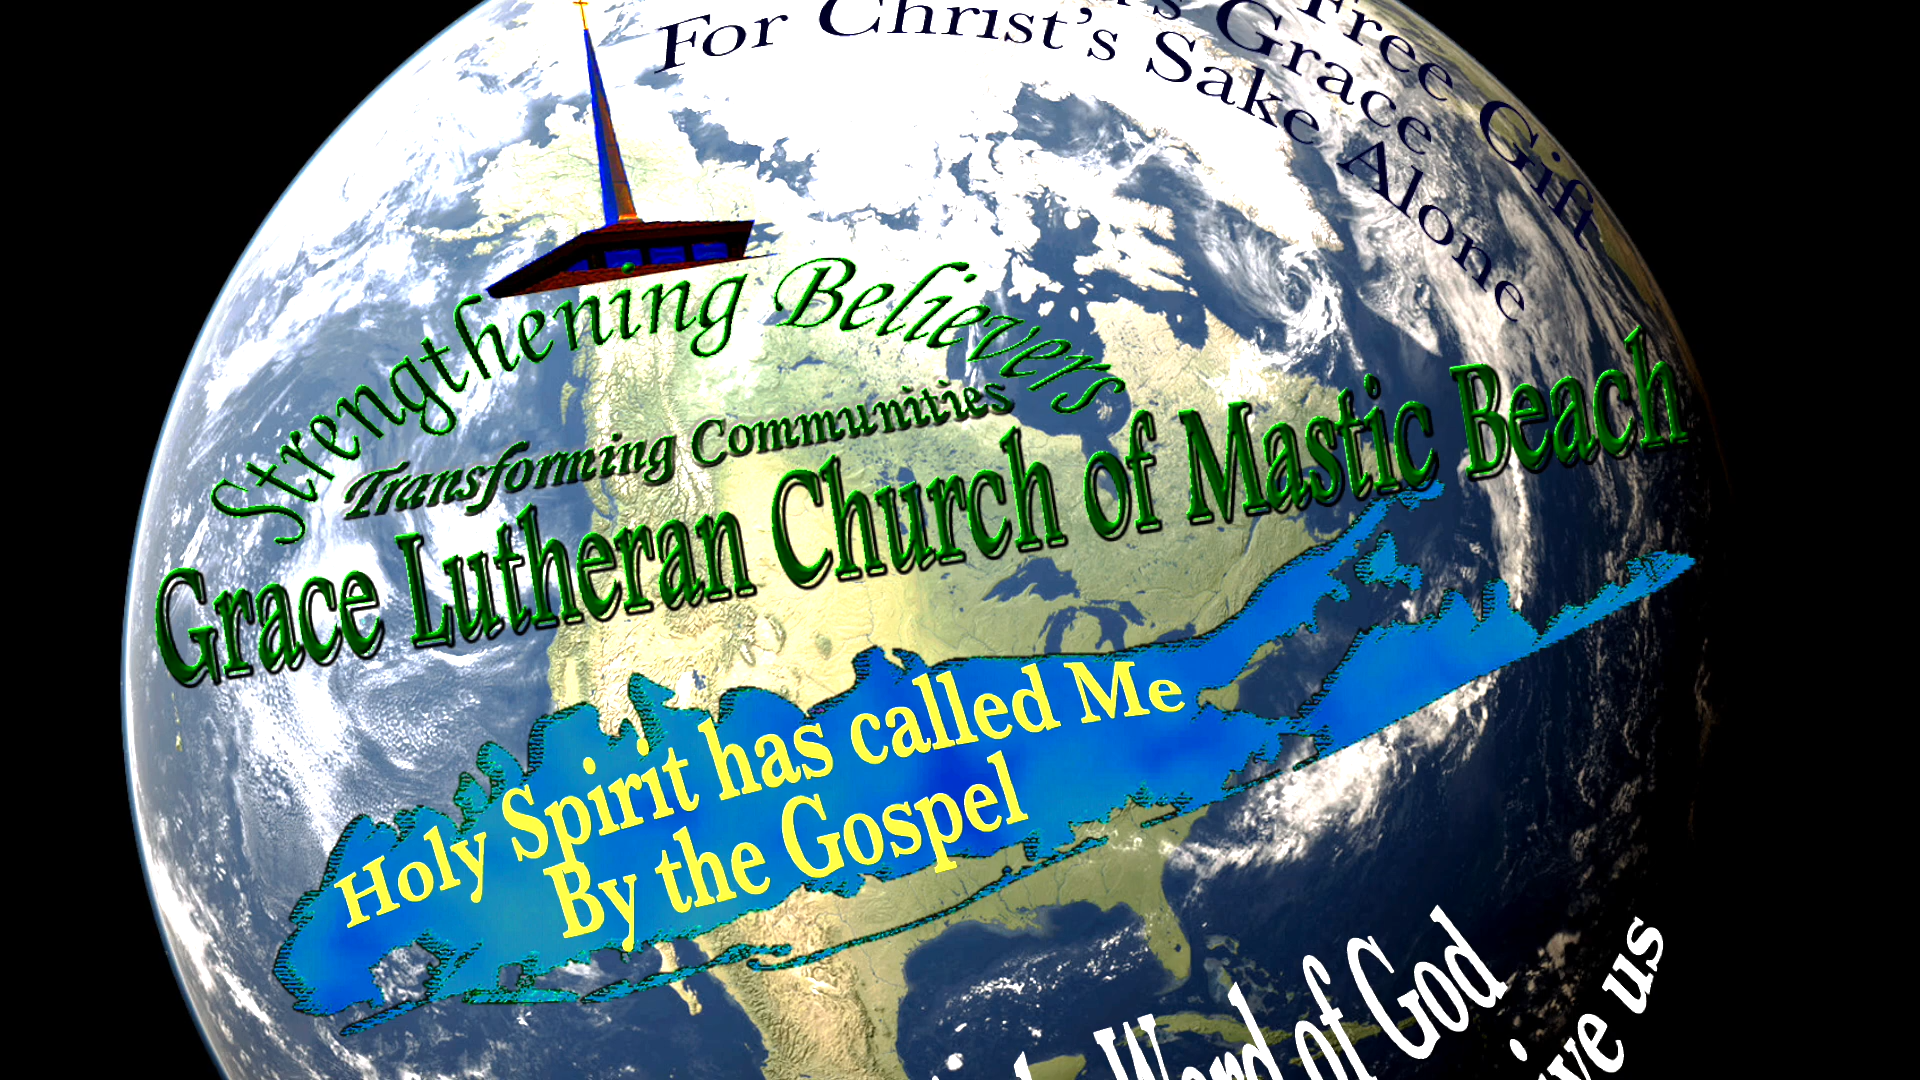 Free Gift
Grace
For Christ's Sake Alone
Strengthening Believers
Transforming Communities
Grace Lutheran Church of Mastic Beach
Holy Spirit has called Me
By the Gospel
Word of God
us